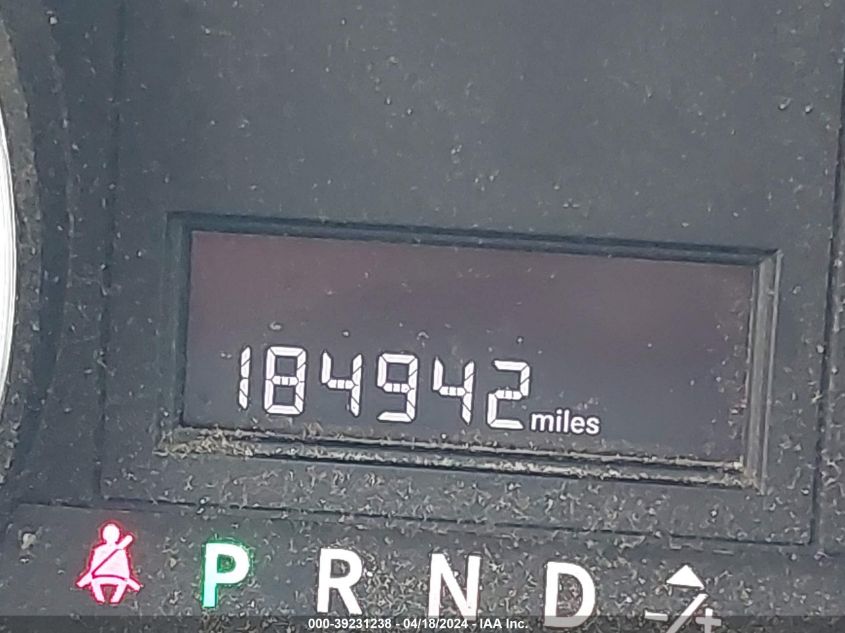 184942 miles
P R N D -/+
000-39231238 - 04/18/2024 - IAA Inc.